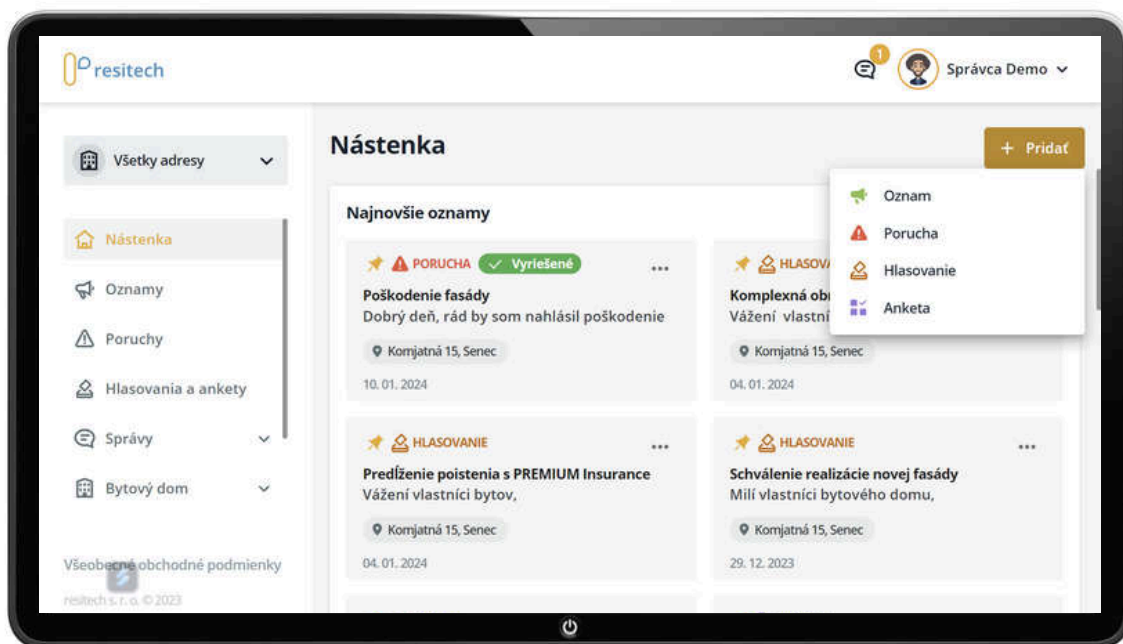 resitech
1
Správca Demo
Všetky adresy
Nástenka
Oznamy
Poruchy
Hlasovania a ankety
Správy
Bytový dom
Všeobecné obchodné podmienky
resitech s. r. o. © 2023
Nástenka
+ Pridať
Oznam
Porucha
Hlasovanie
Anketa
Najnovšie oznamy
PORUCHA Vyriešené
Poškodenie fasády
Dobrý deň, rád by som nahlásil poškodenie
Komjatná 15, Senec
10. 01. 2024
HLASOVA
Komplexná ob
Vážení vlastní
Komjatná 15, Senec
04. 01. 2024
HLASOVANIE
Predĺženie poistenia s PREMIUM Insurance
Vážení vlastníci bytov,
Komjatná 15, Senec
04. 01. 2024
HLASOVANIE
Schválenie realizácie novej fasády
Milí vlastníci bytového domu,
Komjatná 15, Senec
29. 12. 2023